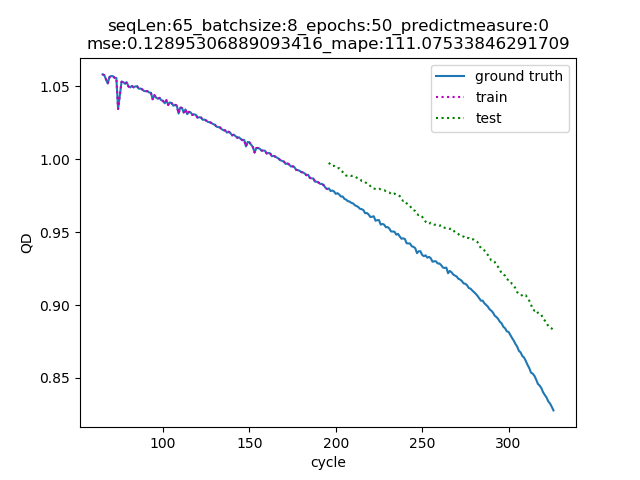 seqLen:65_batchsize:8_epochs:50_predictmeasure:0
mse:0.12895306889093416_mape:111.07533846291709
ground truth
train
test
1.05
1.00
0.95
0.90
0.85
QD
100 150 200 250 300
cycle